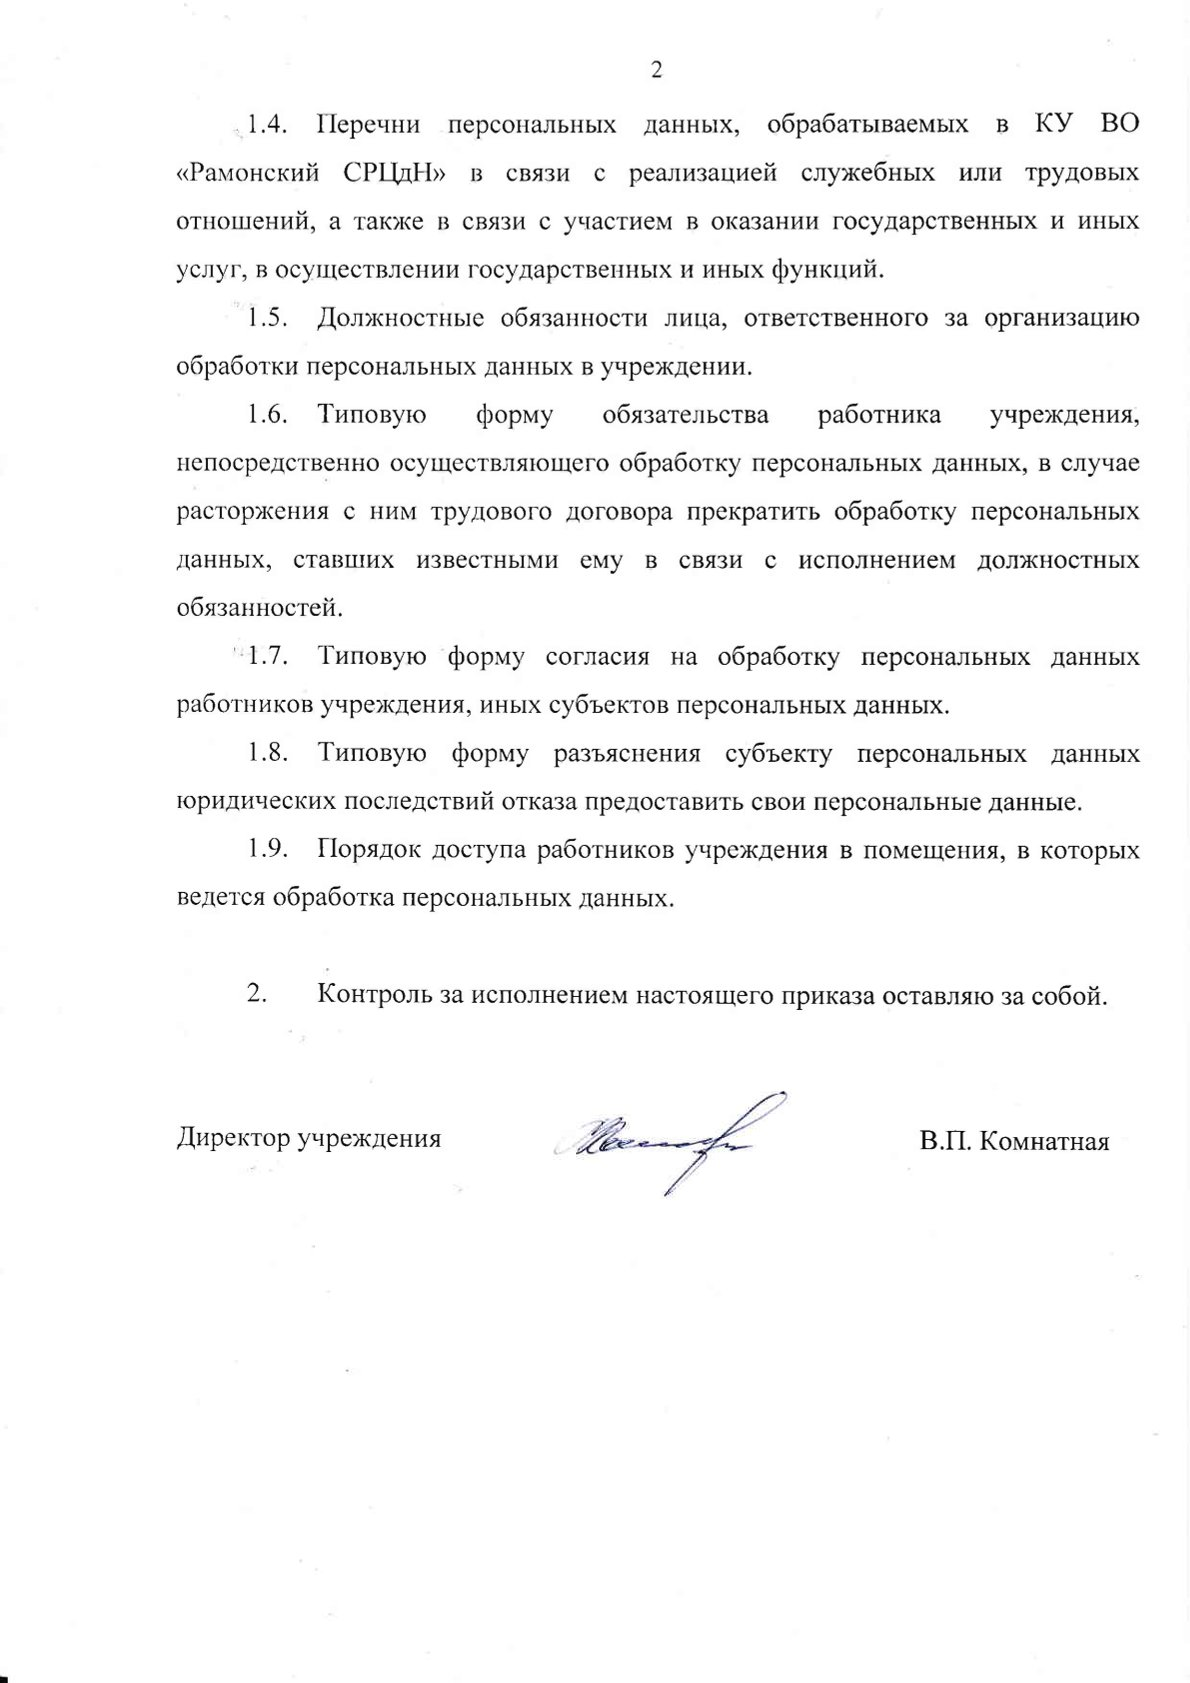 2
1.4. Перечни персональных данных, обрабатываемых в КУ ВО
«Рамонский СРЦдН» в связи с реализацией служебных или трудовых
отношений, а также в связи с участием в оказании государственных и иных
услуг, в осуществлении государственных и иных функций.
1.5. Должностные обязанности лица, ответственного за организацию
обработки персональных данных в учреждении.
1.6. Типовую форму обязательства работника учреждения,
непосредственно осуществляющего обработку персональных данных, в случае
расторжения с ним трудового договора прекратить обработку персональных
данных, ставших известными ему в связи с исполнением должностных
обязанностей.
1.7. Типовую форму согласия на обработку персональных данных
работников учреждения, иных субъектов персональных данных.
1.8. Типовую форму разъяснения субъекту персональных данных
юридических последствий отказа предоставить свои персональные данные.
1.9. Порядок доступа работников учреждения в помещения, в которых
ведется обработка персональных данных.
2. Контроль за исполнением настоящего приказа оставляю за собой.
Директор учреждения В.П. Комнатная